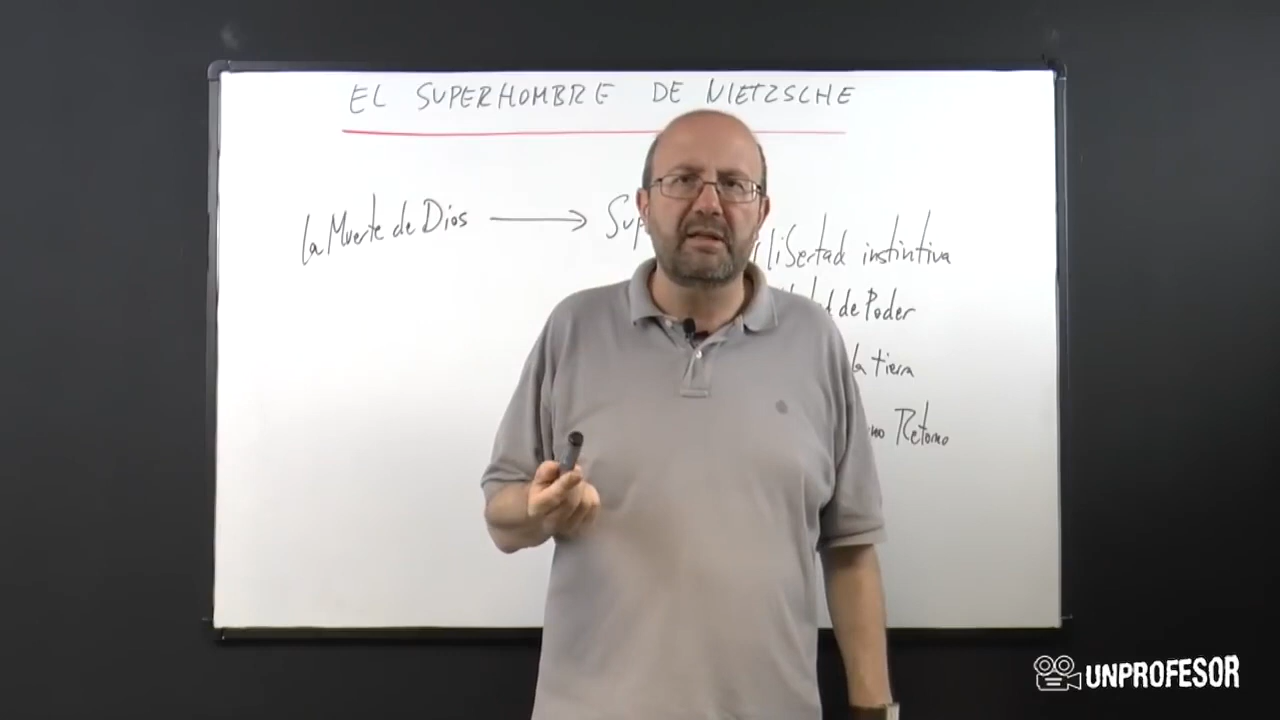 EL SUPERHOMBRE DE NIETZSCHE
La Muerte de Dios
libertad instintiva
de Poder
la tierra
Retorno
UNPROFESOR